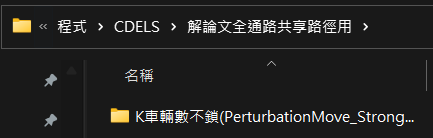 « 程式 › CDELS › 解論文全通路共享路徑用 ›
名稱
K車輛數不鎖(PerturbationMove_Strong...